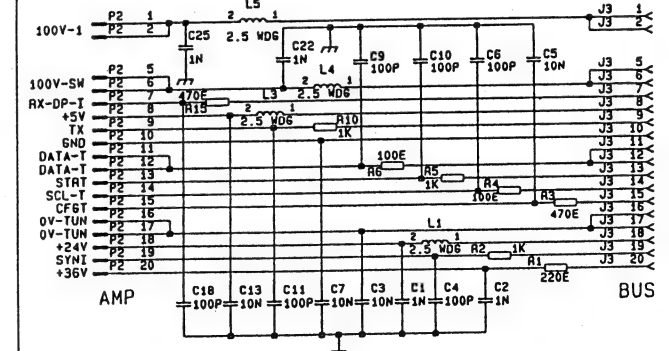 L5
P2 1 2 1 J3 1
100V-1 P2 2 C25 2.5 WDG J3 2
1N C22 1N L4 C9 100P C10 100P C6 100P C5 10N
P2 5 2 1 J3 5
100V-SW P2 6 2.5 WDG J3 6
P2 7 470E L3 J3 7
RX-DP-I P2 8 R15 2 1 J3 8
+5V P2 9 2.5 WDG R10 J3 9
TX P2 10 1K J3 10
GND P2 11 J3 11
DATA-T P2 12 100E J3 12
DATA-T P2 13 R6 R5 J3 13
STAT P2 14 1K R4 J3 14
SCL-T P2 15 100E R3 J3 15
CFGT P2 16 470E J3 16
0V-TUN P2 17 L1 J3 17
0V-TUN P2 18 2 1 J3 18
+24V P2 19 2.5 WDG R2 1K J3 19
SYNI P2 20 R1 J3 20
+36V 220E
AMP C18 100P C13 10N C11 100P C7 10N C3 10N C1 1N C4 100P C2 1N BUS